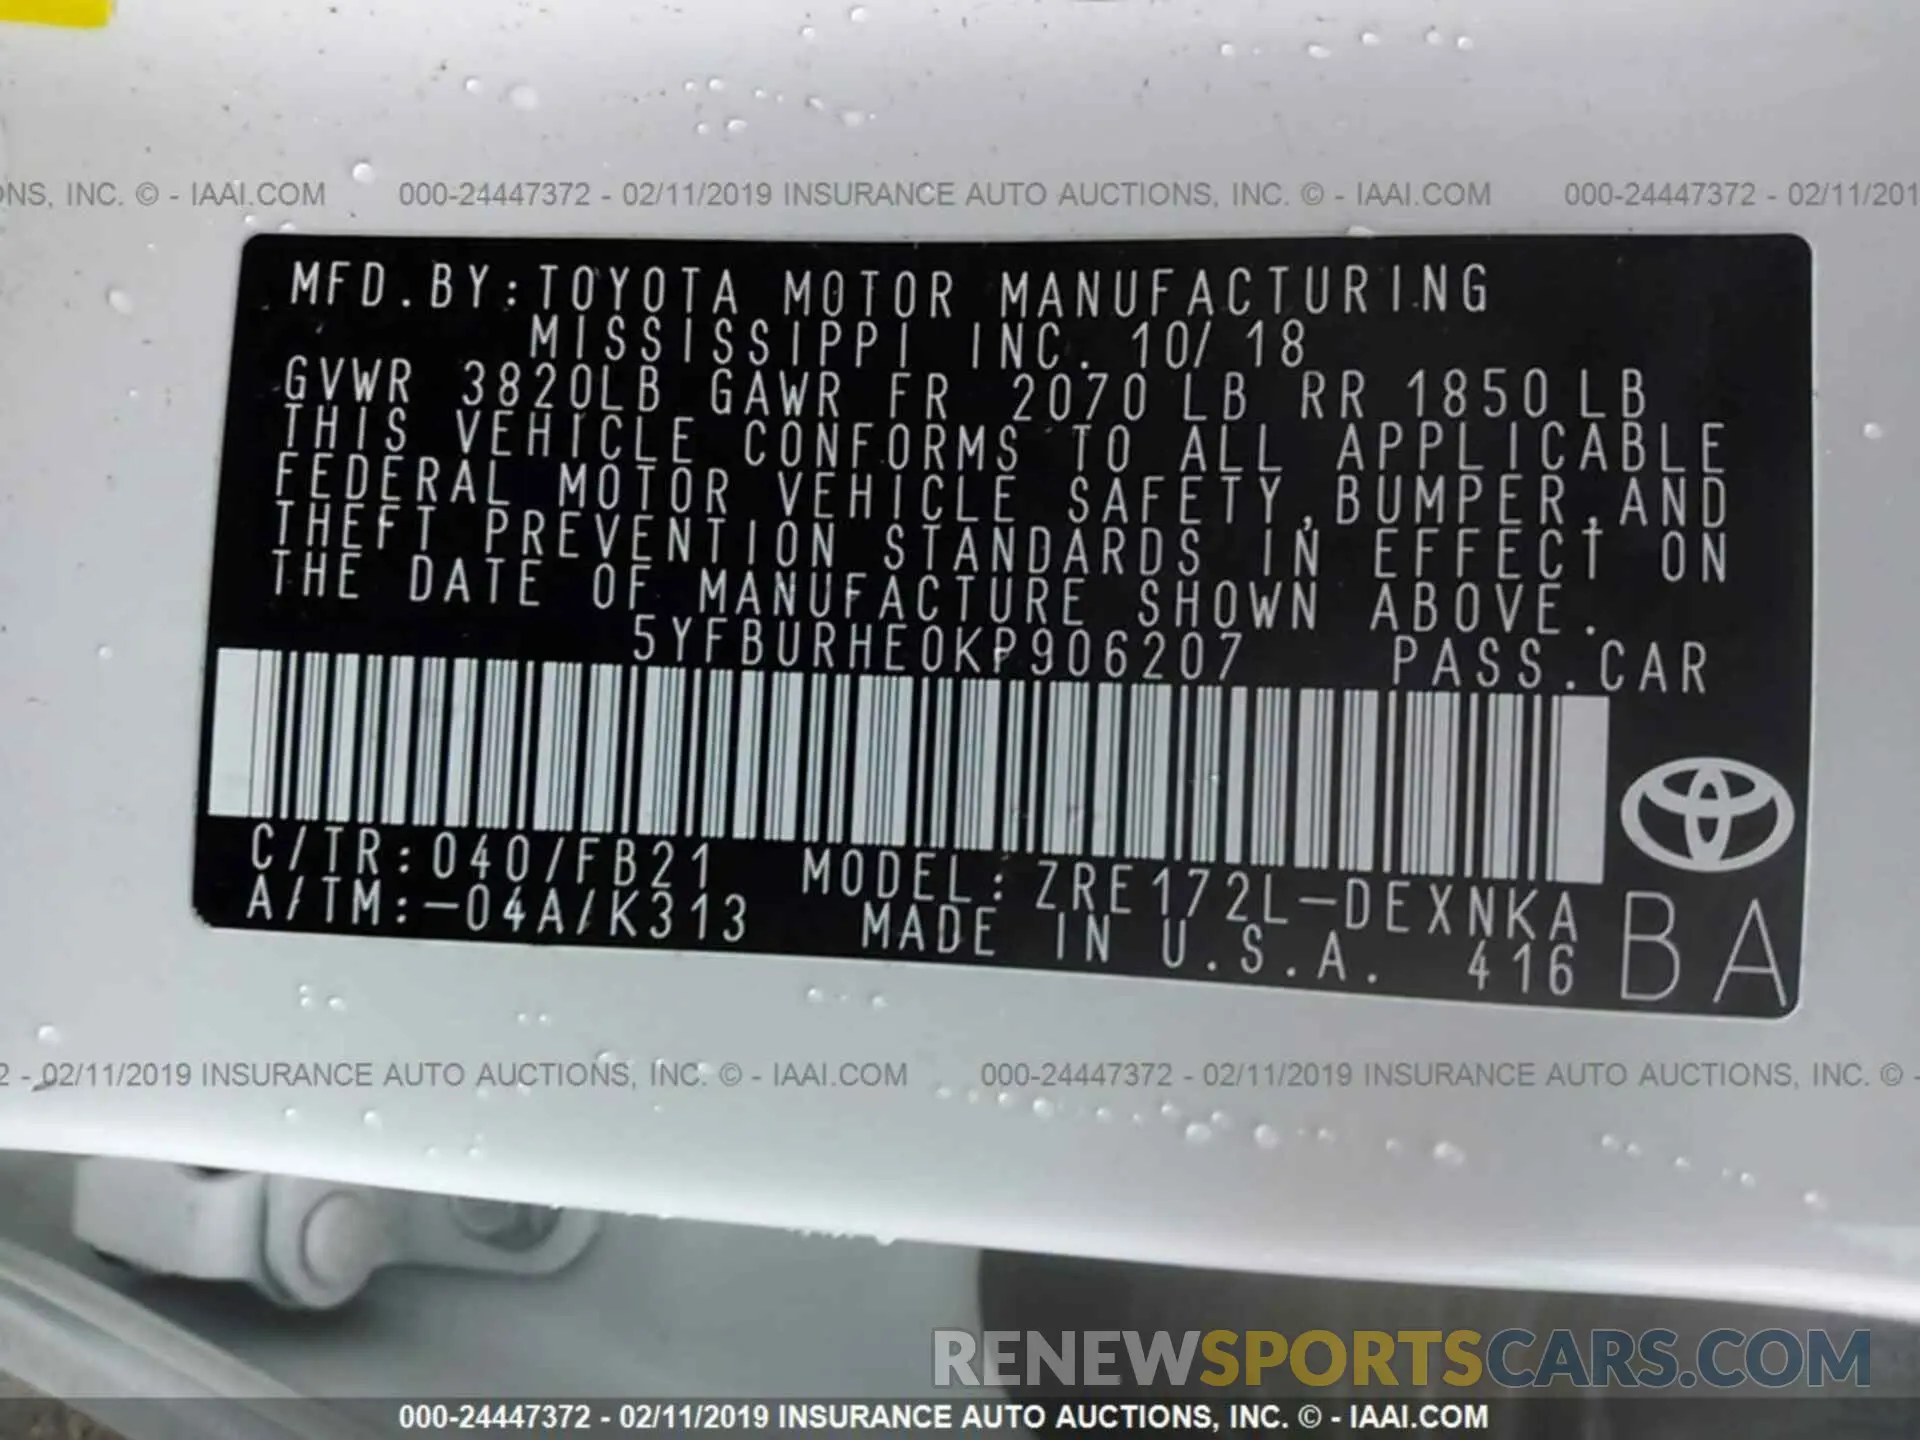 ONS, INC. © - IAAI.COM 000-24447372 - 02/11/2019 INSURANCE AUTO AUCTIONS, INC. © - IAAI.COM 000-24447372 - 02/11/201
MFD.BY:TOYOTA MOTOR MANUFACTURING
MISSISSIPPI INC. 10/18
GVWR 3820LB GAWR FR 2070LB RR 1850LB
THIS VEHICLE CONFORMS TO ALL APPLICABLE
FEDERAL MOTOR VEHICLE SAFETY,BUMPER,AND
THEFT PREVENTION STANDARDS IN EFFECT ON
THE DATE OF MANUFACTURE SHOWN ABOVE.
5YFBURHE0KP906207 PASS.CAR
C/TR:040/FB21 MODEL:ZRE172L-DEXNKA
A/TM:-04A/K313 MADE IN U.S.A. 416 BA
2 - 02/11/2019 INSURANCE AUTO AUCTIONS, INC. © - IAAI.COM 000-24447372 - 02/11/2019 INSURANCE AUTO AUCTIONS, INC. © -
RENEWSPORTSCARS.COM
000-24447372 - 02/11/2019 INSURANCE AUTO AUCTIONS, INC. © - IAAI.COM